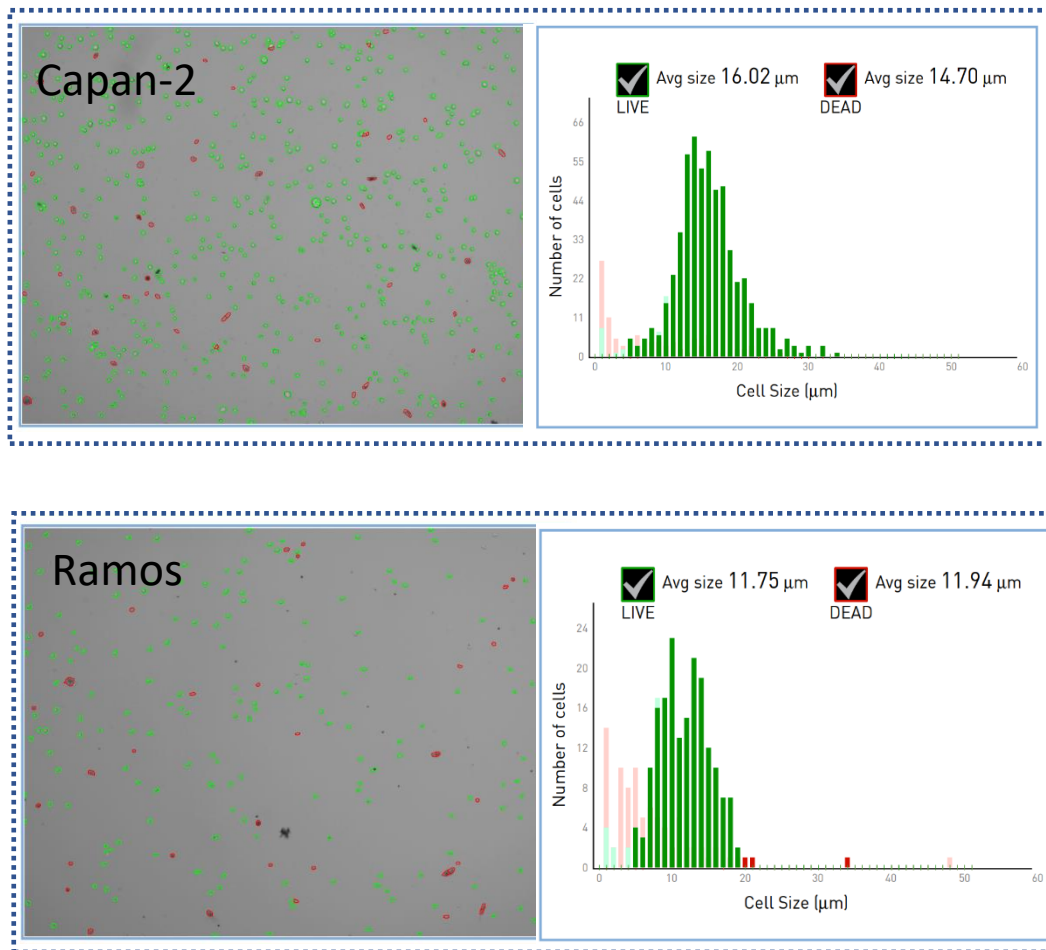 Capan-2
Avg size 16.02 µm
LIVE
Avg size 14.70 µm
DEAD
Number of cells
66
55
44
33
22
11
0
0 10 20 30 40 50 60
Cell Size (µm)
Ramos
Avg size 11.75 µm
LIVE
Avg size 11.94 µm
DEAD
Number of cells
24
20
16
12
8
4
0
0 10 20 30 40 50 60
Cell Size (µm)